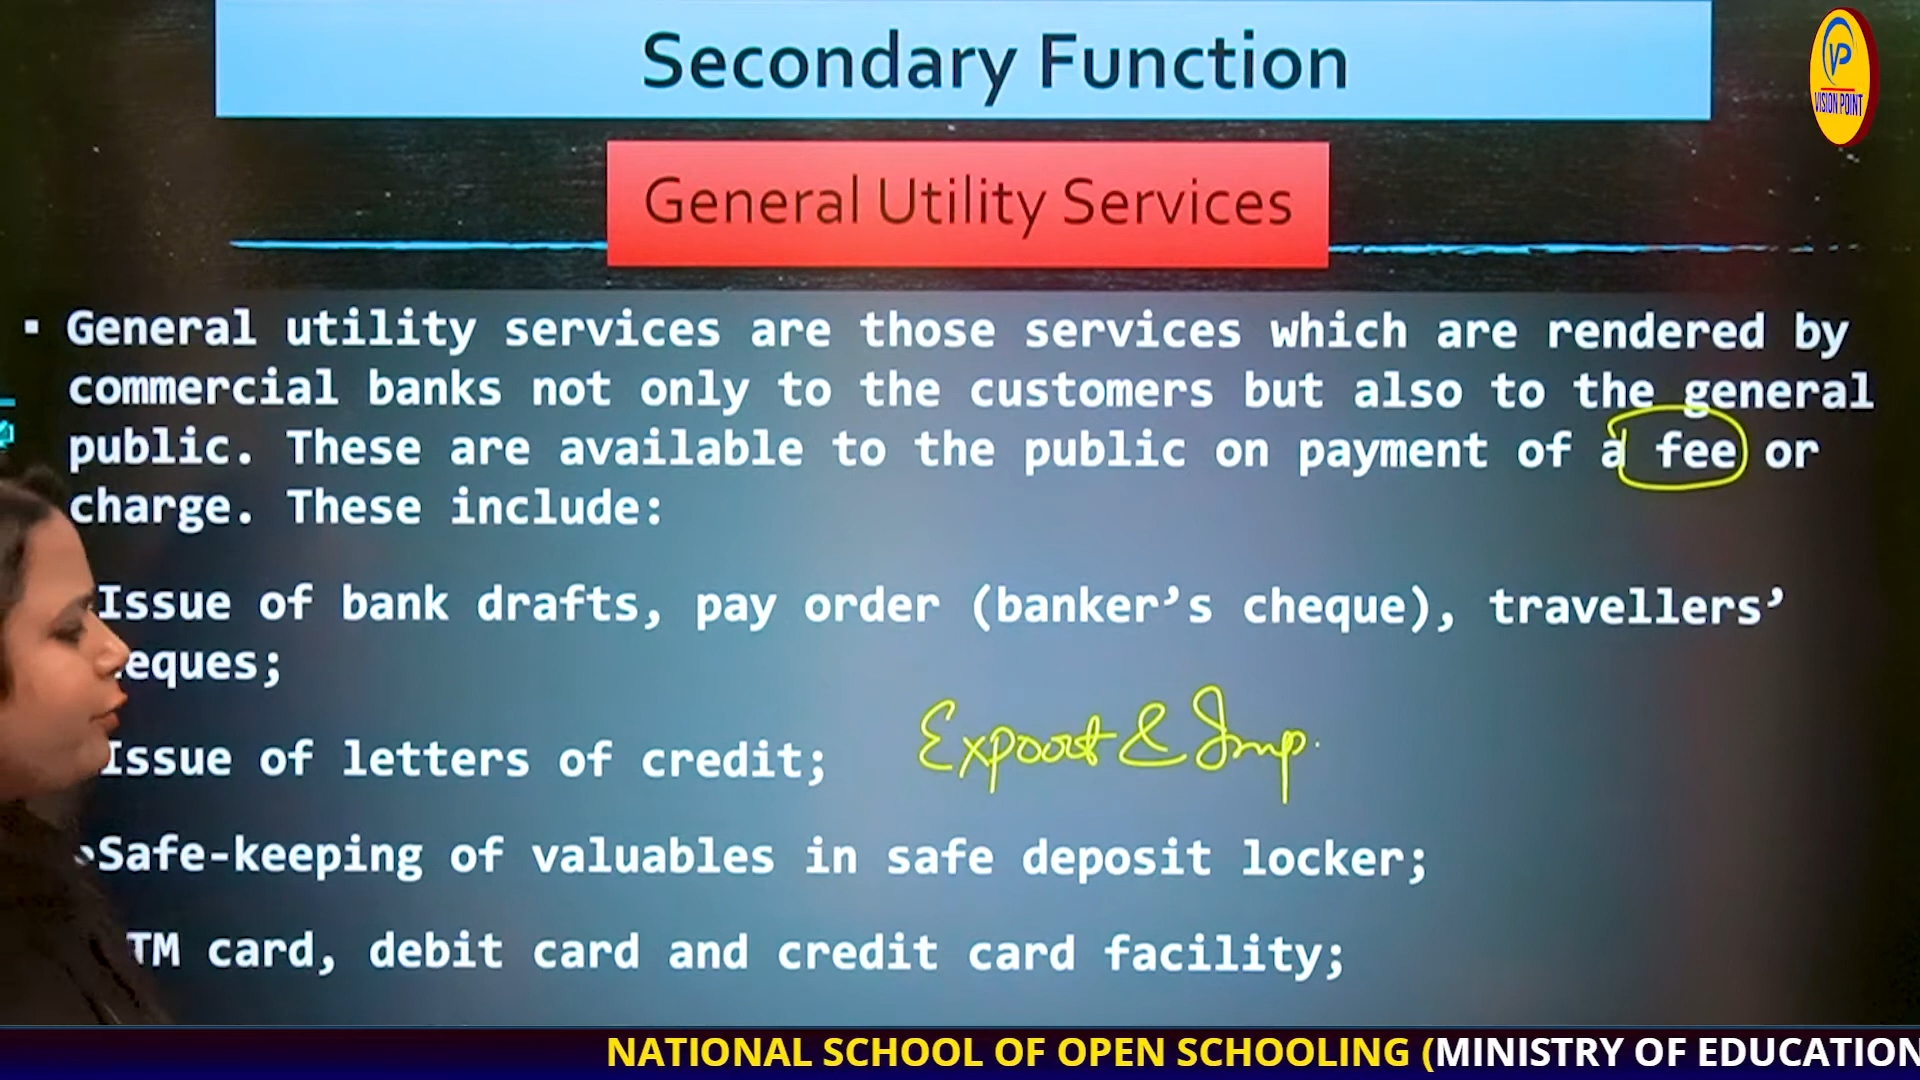 Secondary Function
VP
VISION POINT
General Utility Services
▪ General utility services are those services which are rendered by
commercial banks not only to the customers but also to the general
public. These are available to the public on payment of a fee or
charge. These include:
Issue of bank drafts, pay order (banker’s cheque), travellers’
eques;
Export & Imp.
Issue of letters of credit;
•Safe-keeping of valuables in safe deposit locker;
TM card, debit card and credit card facility;
NATIONAL SCHOOL OF OPEN SCHOOLING (MINISTRY OF EDUCATION